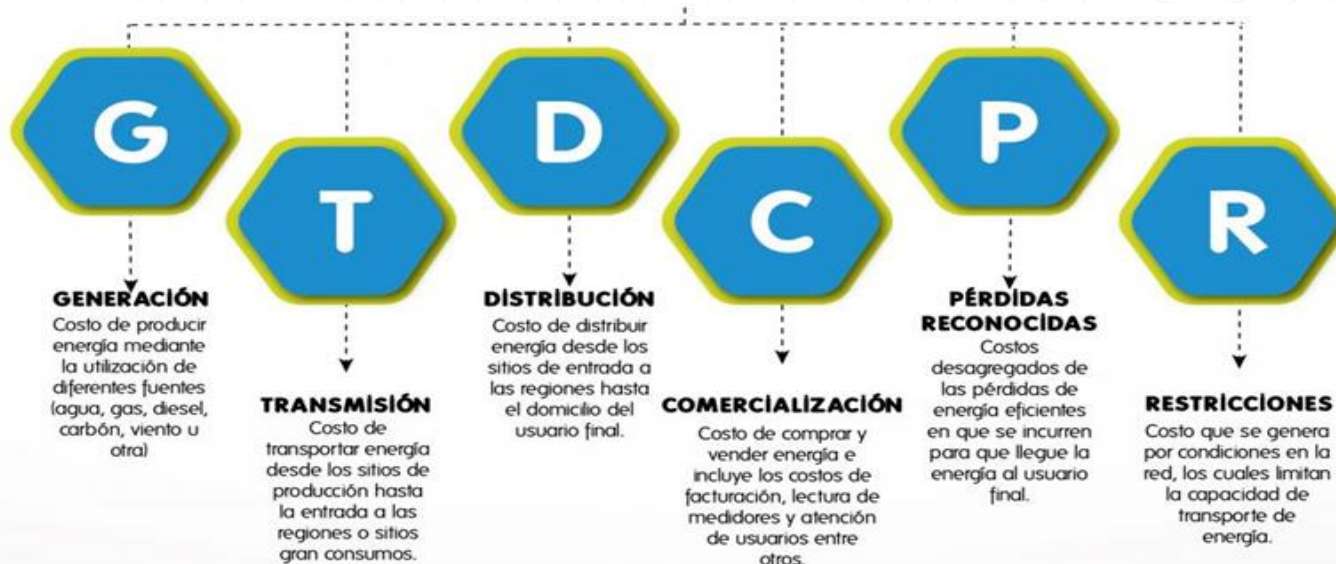 G
GENERACIÓN
Costo de producir
energía mediante
la utilización de
diferentes fuentes
(agua, gas, diesel,
carbón, viento u
otra)
T
TRANSMISIÓN
Costo de
transportar energía
desde los sitios de
producción hasta
la entrada a las
regiones o sitios
gran consumos.
D
DISTRIBUCIÓN
Costo de distribuir
energía desde los
sitios de entrada a
las regiones hasta
el domicilio del
usuario final.
C
COMERCIALIZACIÓN
Costo de comprar y
vender energía e
incluye los costos de
facturación, lectura de
medidores y atención
de usuarios entre
otros.
P
PÉRDIDAS
RECONOCIDAS
Costos
desagregados de
las pérdidas de
energía eficientes
en que se incurren
para que llegue la
energía al usuario
final.
R
RESTRICCIONES
Costo que se genera
por condiciones en la
red, los cuales limitan
la capacidad de
transporte de
energía.